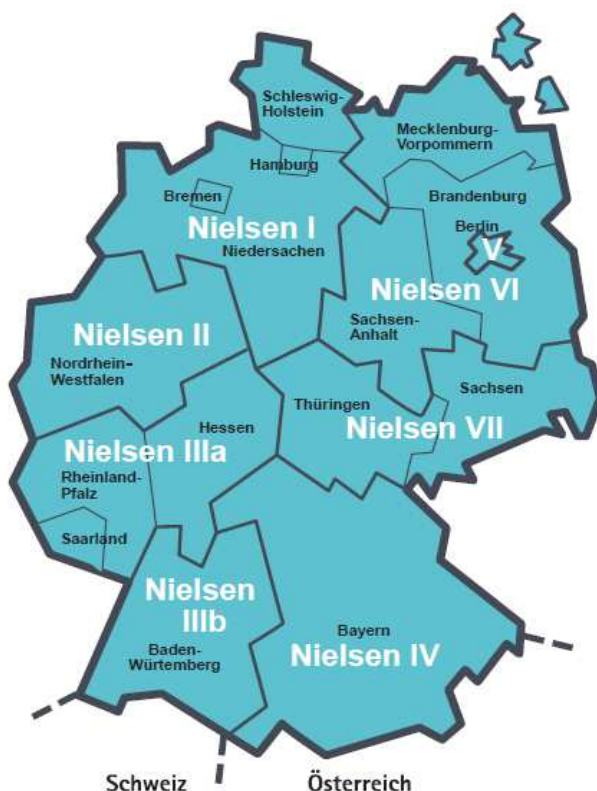 Schleswig-
Holstein
Mecklenburg-
Vorpommern
Hamburg
Bremen
Brandenburg
Nielsen I
Berlin
Niedersachen
V
Nielsen VI
Nielsen II
Sachsen-
Anhalt
Nordrhein-
Westfalen
Sachsen
Thüringen
Hessen
Nielsen VII
Nielsen IIIa
Rheinland-
Pfalz
Saarland
Nielsen
IIIb
Bayern
Baden-
Würtemberg
Nielsen IV
Schweiz
Österreich